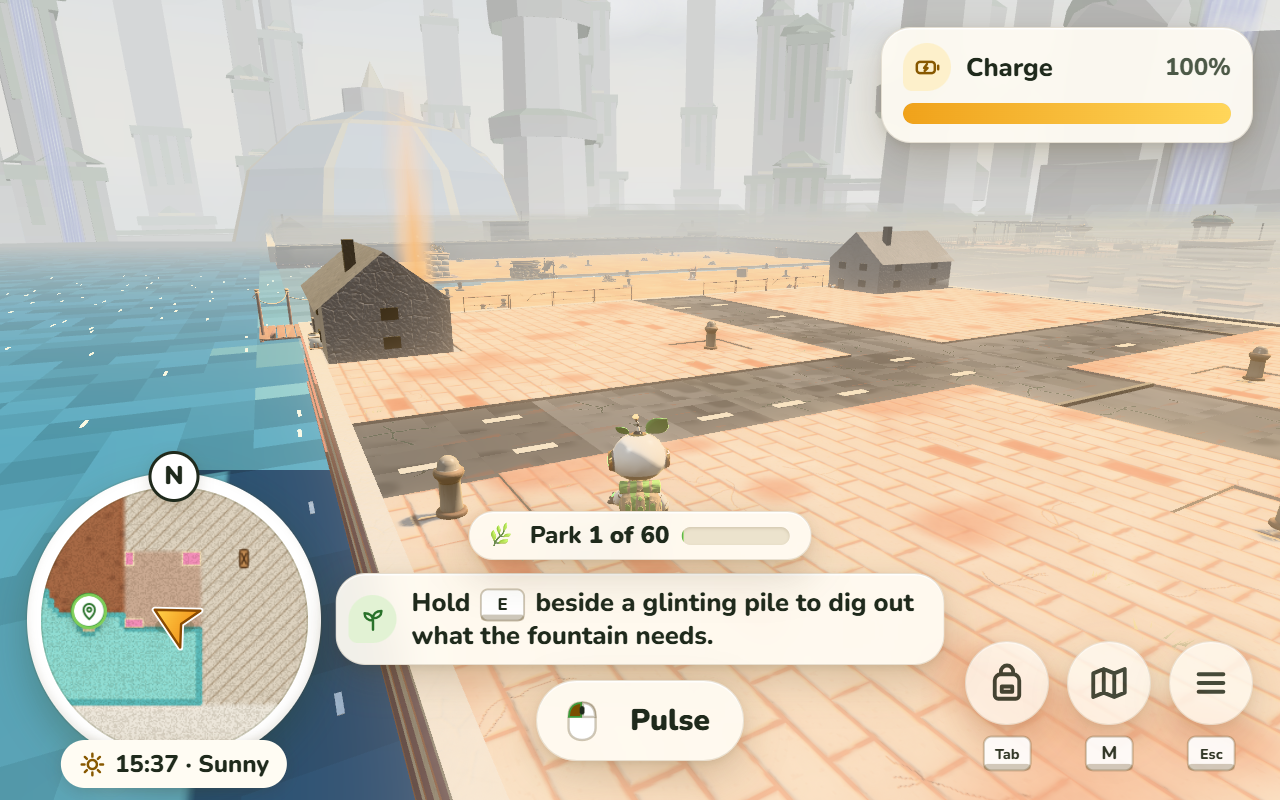 Charge 100%
N
Park 1 of 60
Hold E beside a glinting pile to dig out
what the fountain needs.
Pulse
15:37 · Sunny
Tab M Esc